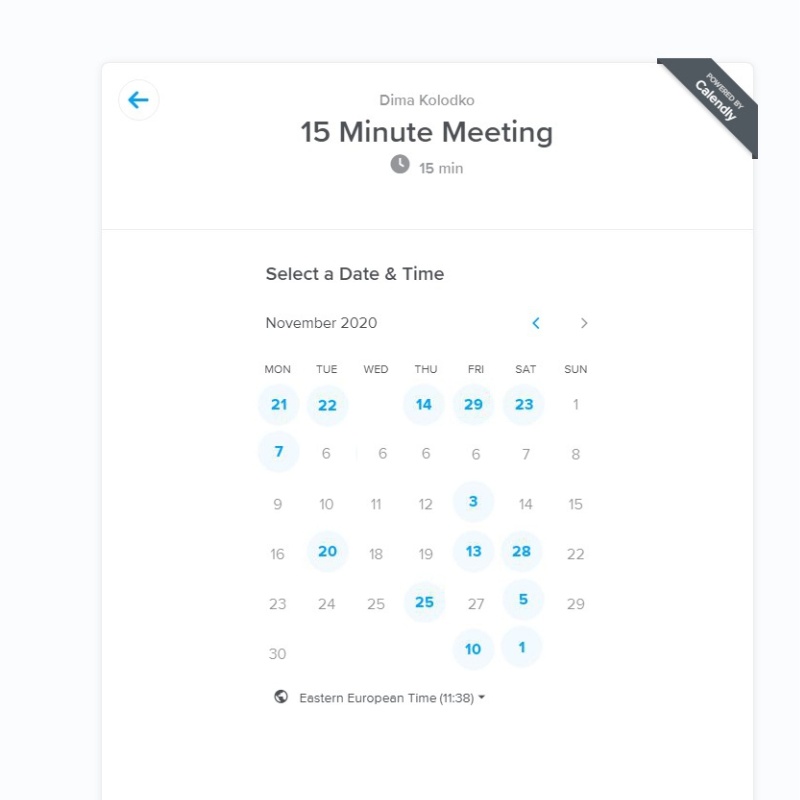 POWERED BY
Calendly
Dima Kolodko
15 Minute Meeting
15 min
Select a Date & Time
November 2020
MON TUE WED THU FRI SAT SUN
21 22 14 29 23 1
7 6 6 6 6 7 8
9 10 11 12 3 14 15
16 20 18 19 13 28 22
23 24 25 25 27 5 29
30 10 1
Eastern European Time (11:38)